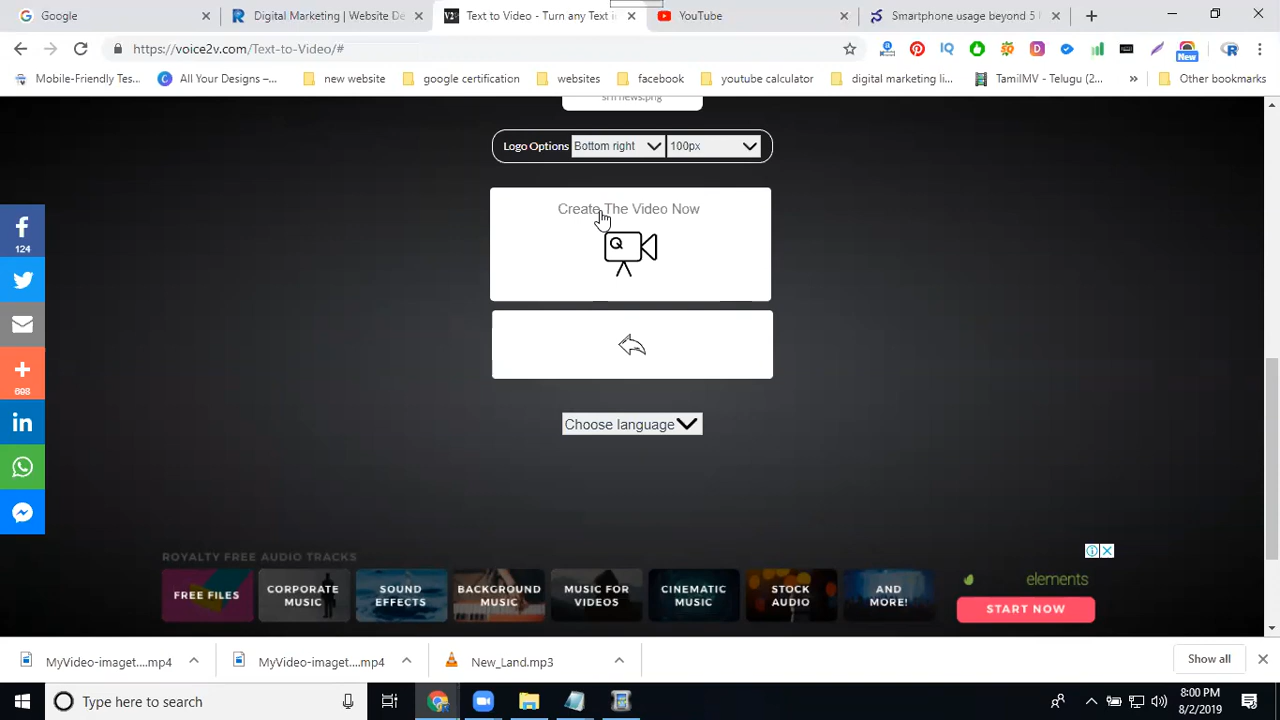 Google
Digital Marketing | Website D
Text to Video - Turn any Text i
YouTube
Smartphone usage beyond 5 h
https://voice2v.com/Text-to-Video/#
New
Mobile-Friendly Tes...
All Your Designs –...
new website
google certification
websites
facebook
youtube calculator
digital marketing li...
TamilMV - Telugu (2...
»
Other bookmarks
srh news.png
Logo Options
Bottom right
100px
Create The Video Now
Choose language
124
698
ROYALTY FREE AUDIO TRACKS
FREE FILES
CORPORATE MUSIC
SOUND EFFECTS
BACKGROUND MUSIC
MUSIC FOR VIDEOS
CINEMATIC MUSIC
STOCK AUDIO
AND MORE!
elements
START NOW
MyVideo-imaget....mp4
MyVideo-imaget....mp4
New_Land.mp3
Show all
Type here to search
8:00 PM
8/2/2019